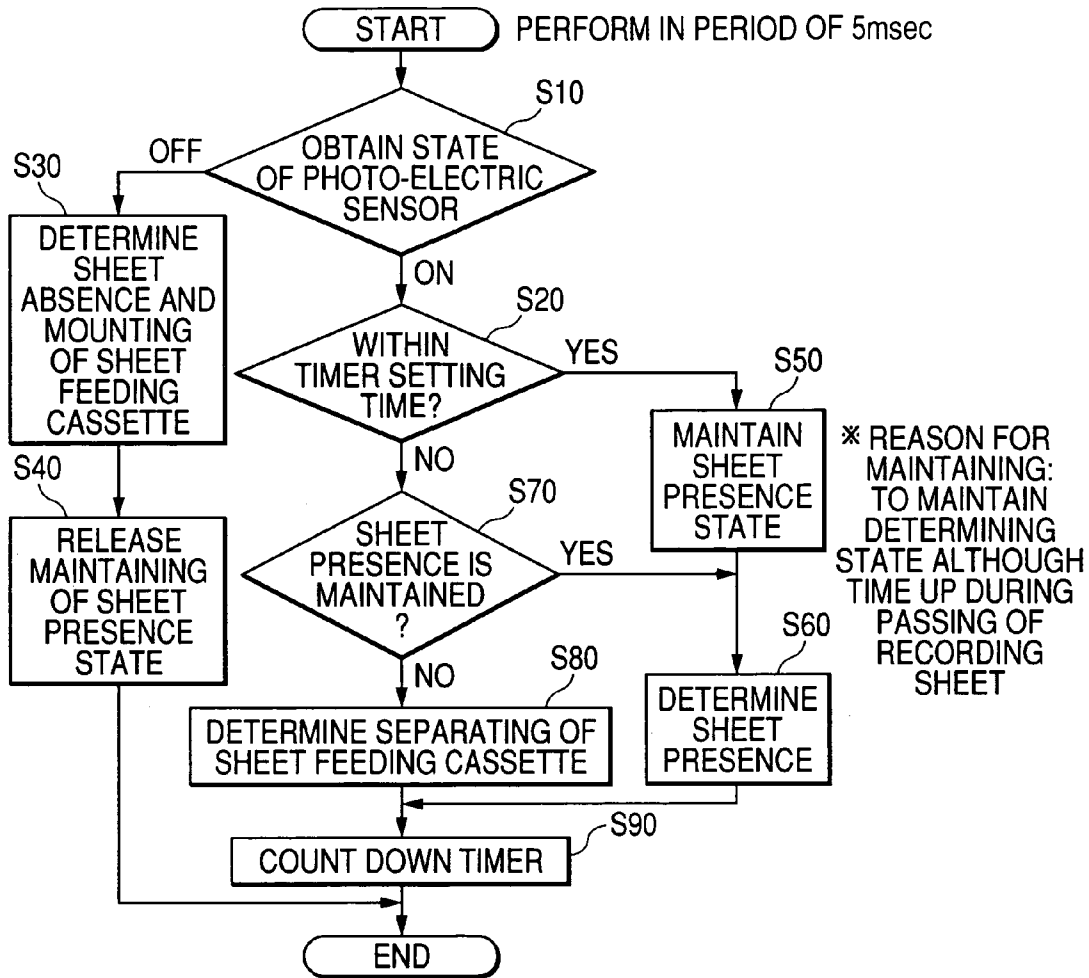 START
PERFORM IN PERIOD OF 5msec
S10
OBTAIN STATE
OF PHOTO-ELECTRIC
SENSOR
OFF
ON
S30
DETERMINE
SHEET
ABSENCE AND
MOUNTING
OF SHEET
FEEDING
CASSETTE
S20
WITHIN
TIMER SETTING
TIME?
YES
NO
S50
MAINTAIN
SHEET
PRESENCE
STATE
※ REASON FOR
MAINTAINING:
TO MAINTAIN
DETERMINING
STATE ALTHOUGH
TIME UP DURING
PASSING OF
RECORDING
SHEET
S40
RELEASE
MAINTAINING
OF SHEET
PRESENCE
STATE
S70
SHEET
PRESENCE IS
MAINTAINED
?
YES
NO
S60
DETERMINE
SHEET
PRESENCE
S80
DETERMINE SEPARATING OF
SHEET FEEDING CASSETTE
S90
COUNT DOWN TIMER
END